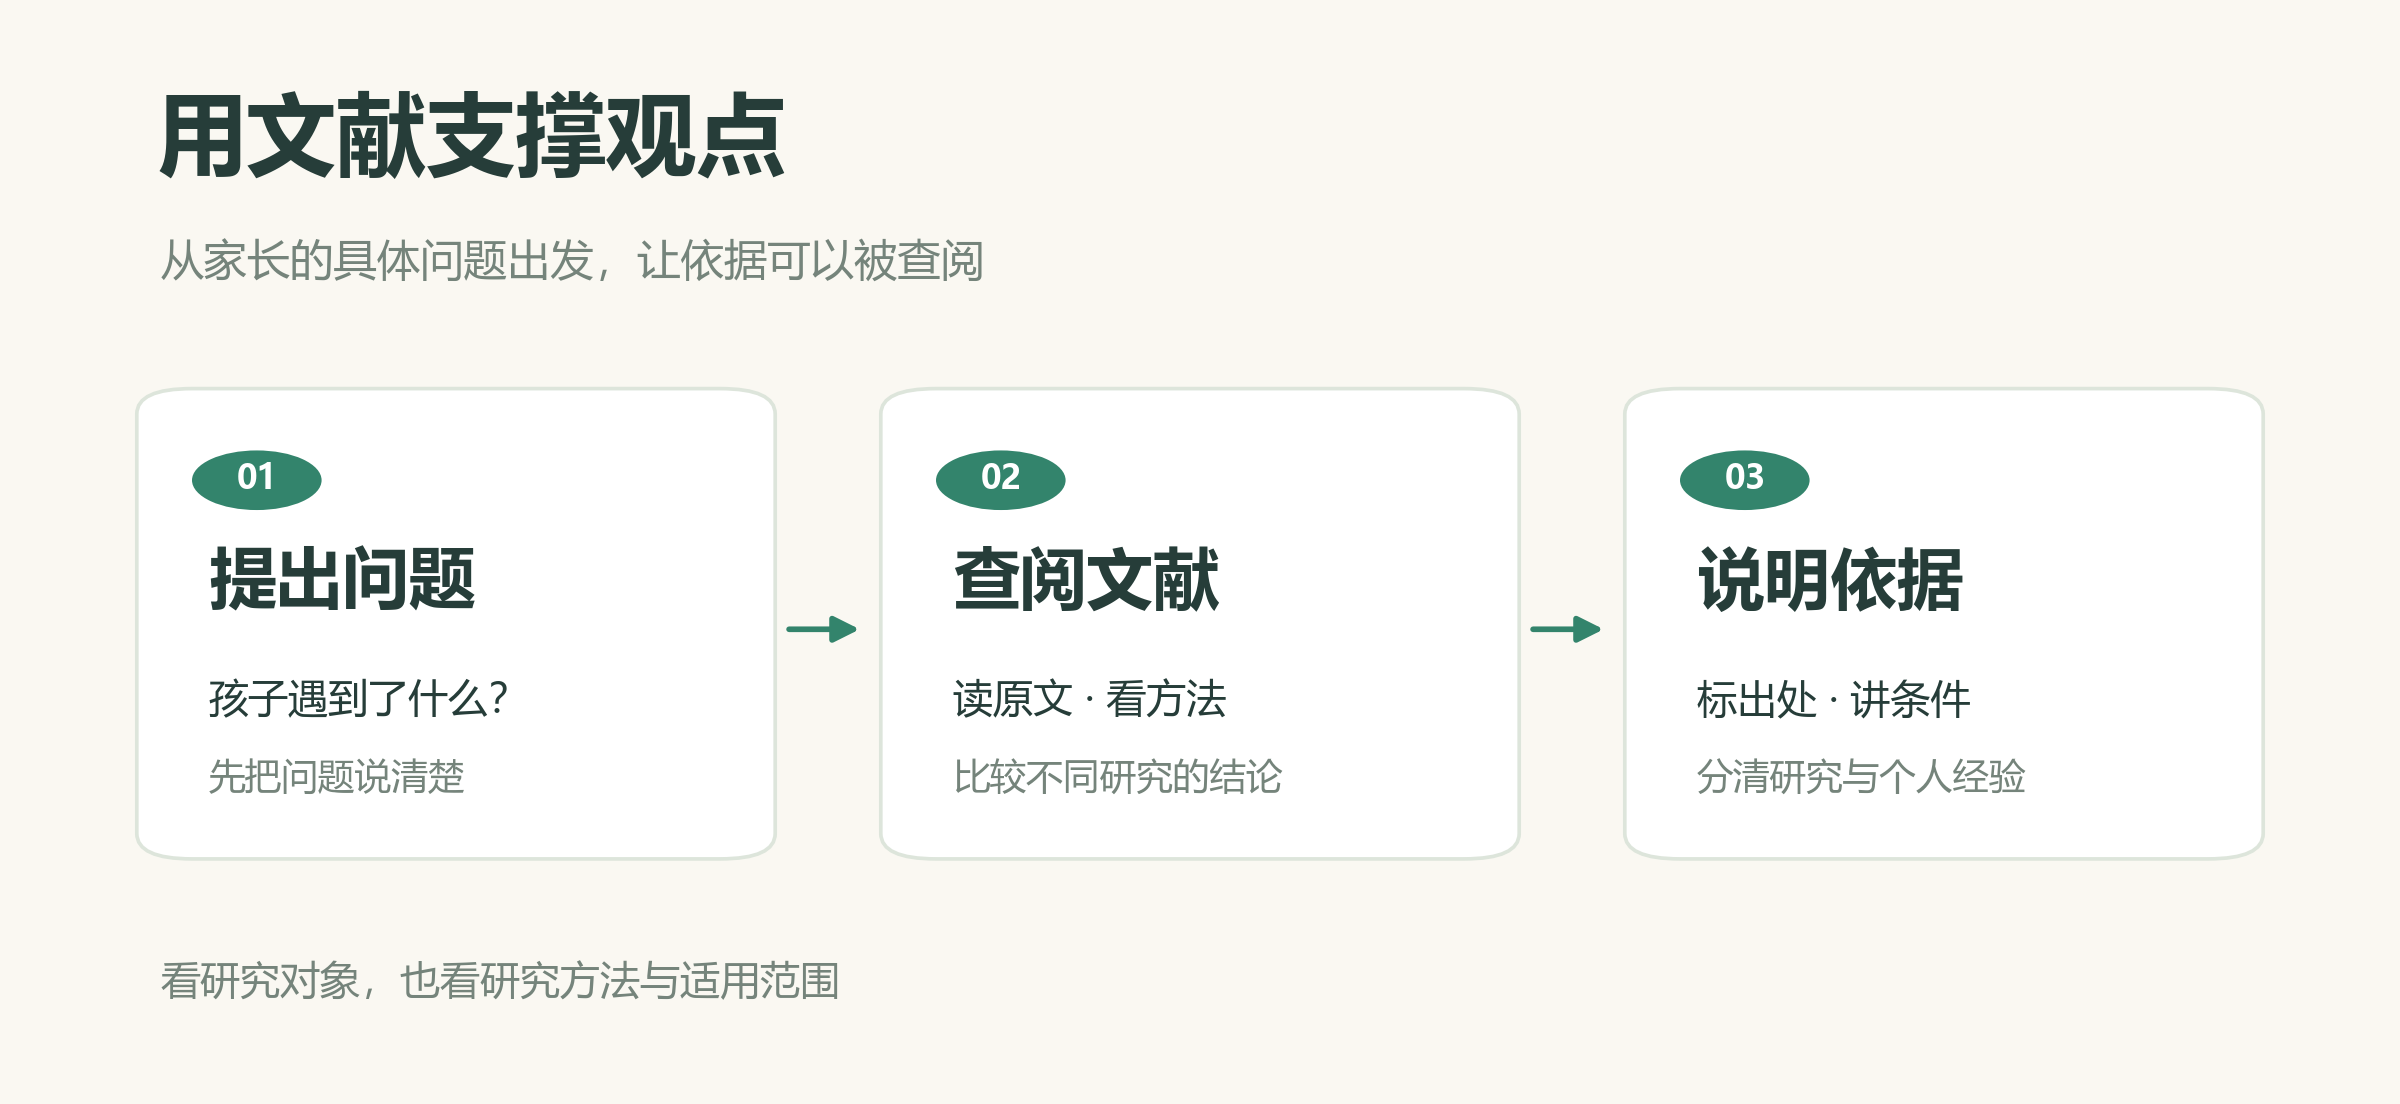 用文献支撑观点
从家长的具体问题出发，让依据可以被查阅
01
提出问题
孩子遇到了什么？
先把问题说清楚
02
查阅文献
读原文 · 看方法
比较不同研究的结论
03
说明依据
标出处 · 讲条件
分清研究与个人经验
看研究对象，也看研究方法与适用范围